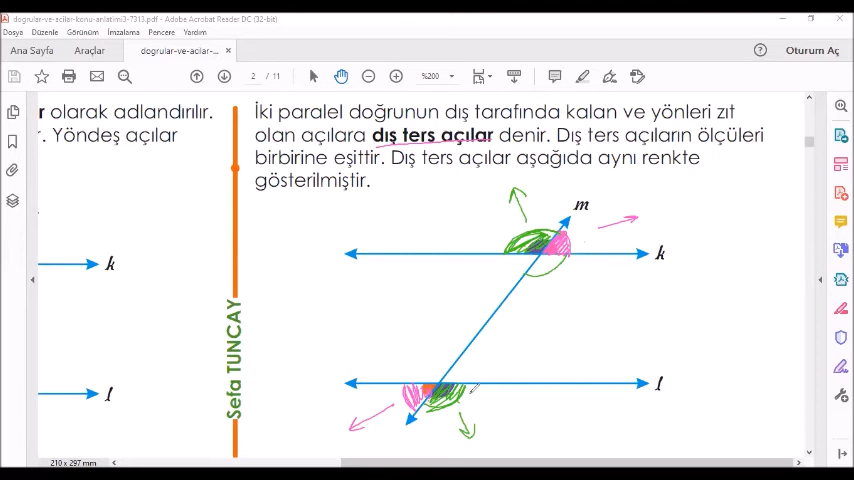 dogrular-ve-acilar-konu-anlatimi3-7313.pdf - Adobe Acrobat Reader DC (32-bit)
Dosya Düzenle Görünüm İmzalama Pencere Yardım
Ana Sayfa Araçlar dogrular-ve-acilar-... × Oturum Aç
2 / 11 %200
r olarak adlandırılır.
r. Yöndeş açılar
k
l
Sefa TUNCAY
İki paralel doğrunun dış tarafında kalan ve yönleri zıt
olan açılara dış ters açılar denir. Dış ters açıların ölçüleri
birbirine eşittir. Dış ters açılar aşağıda aynı renkte
gösterilmiştir.
m
k
l
210 x 297 mm